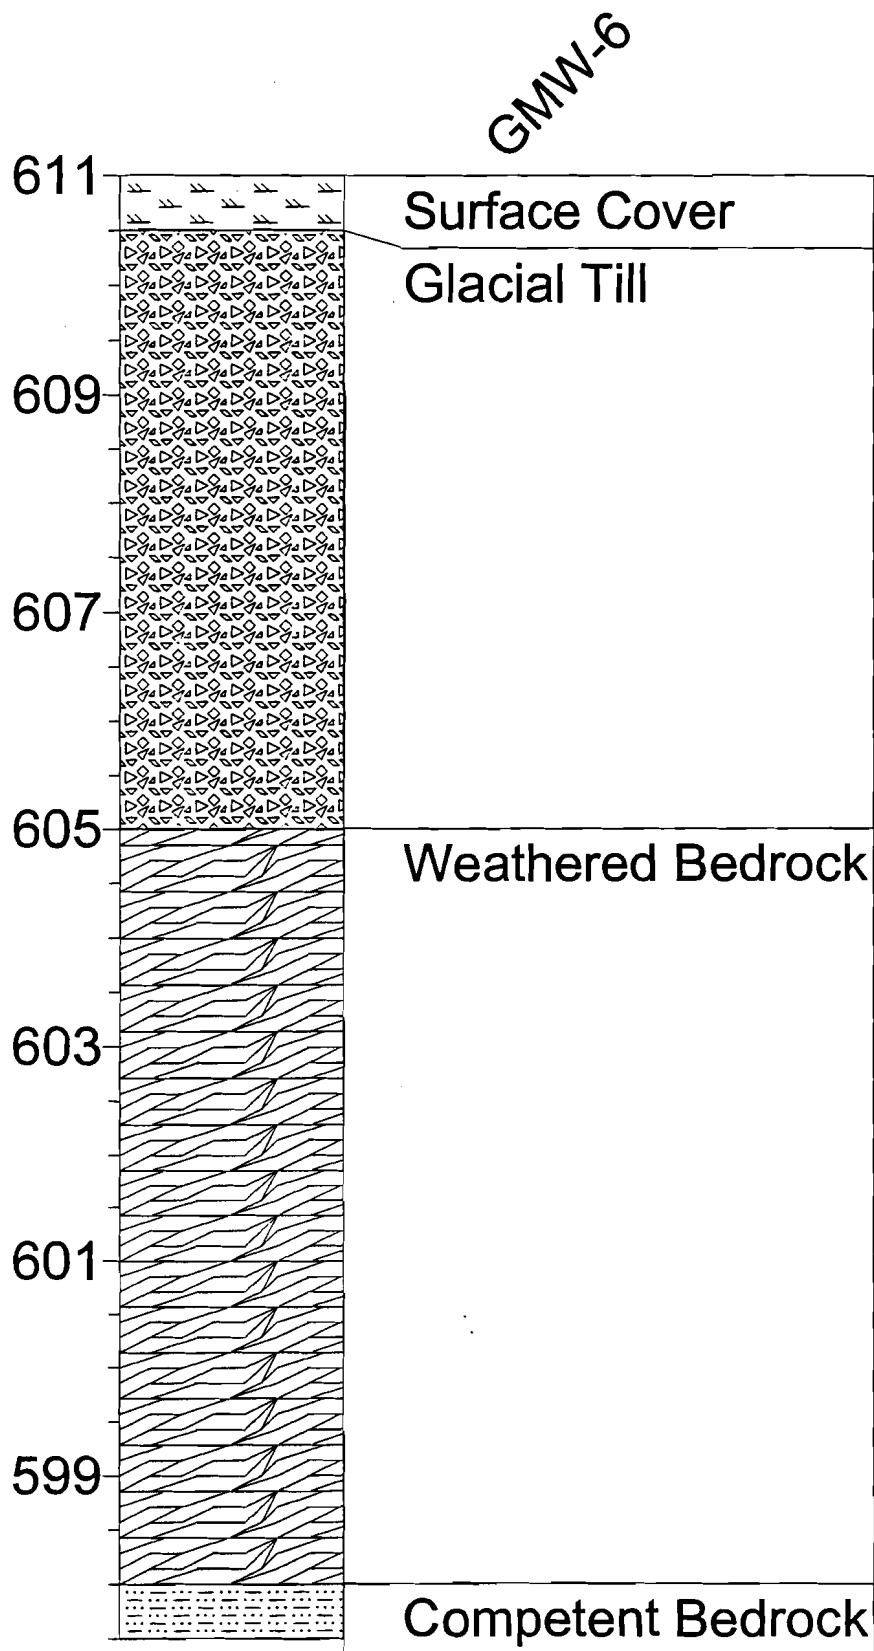 GMW-6
611
Surface Cover
Glacial Till
609
607
605
Weathered Bedrock
603
601
599
Competent Bedrock